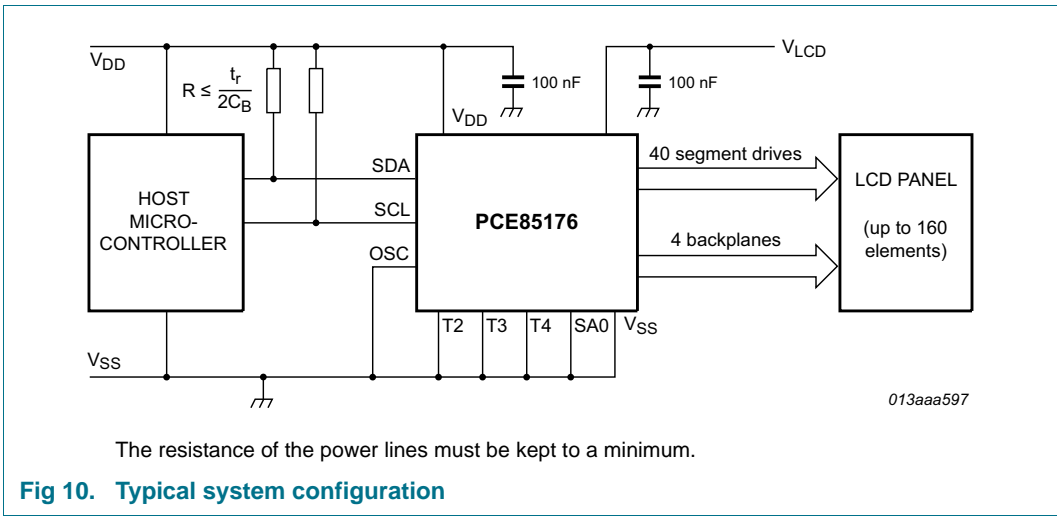 VDD
R ≤ tr
2CB
100 nF
VLCD
100 nF
VDD
HOST
MICRO-
CONTROLLER
SDA
SCL
OSC
PCE85176
40 segment drives
4 backplanes
LCD PANEL
(up to 160
elements)
T2 T3 T4 SA0 VSS
VSS
013aaa597
The resistance of the power lines must be kept to a minimum.
Fig 10. Typical system configuration